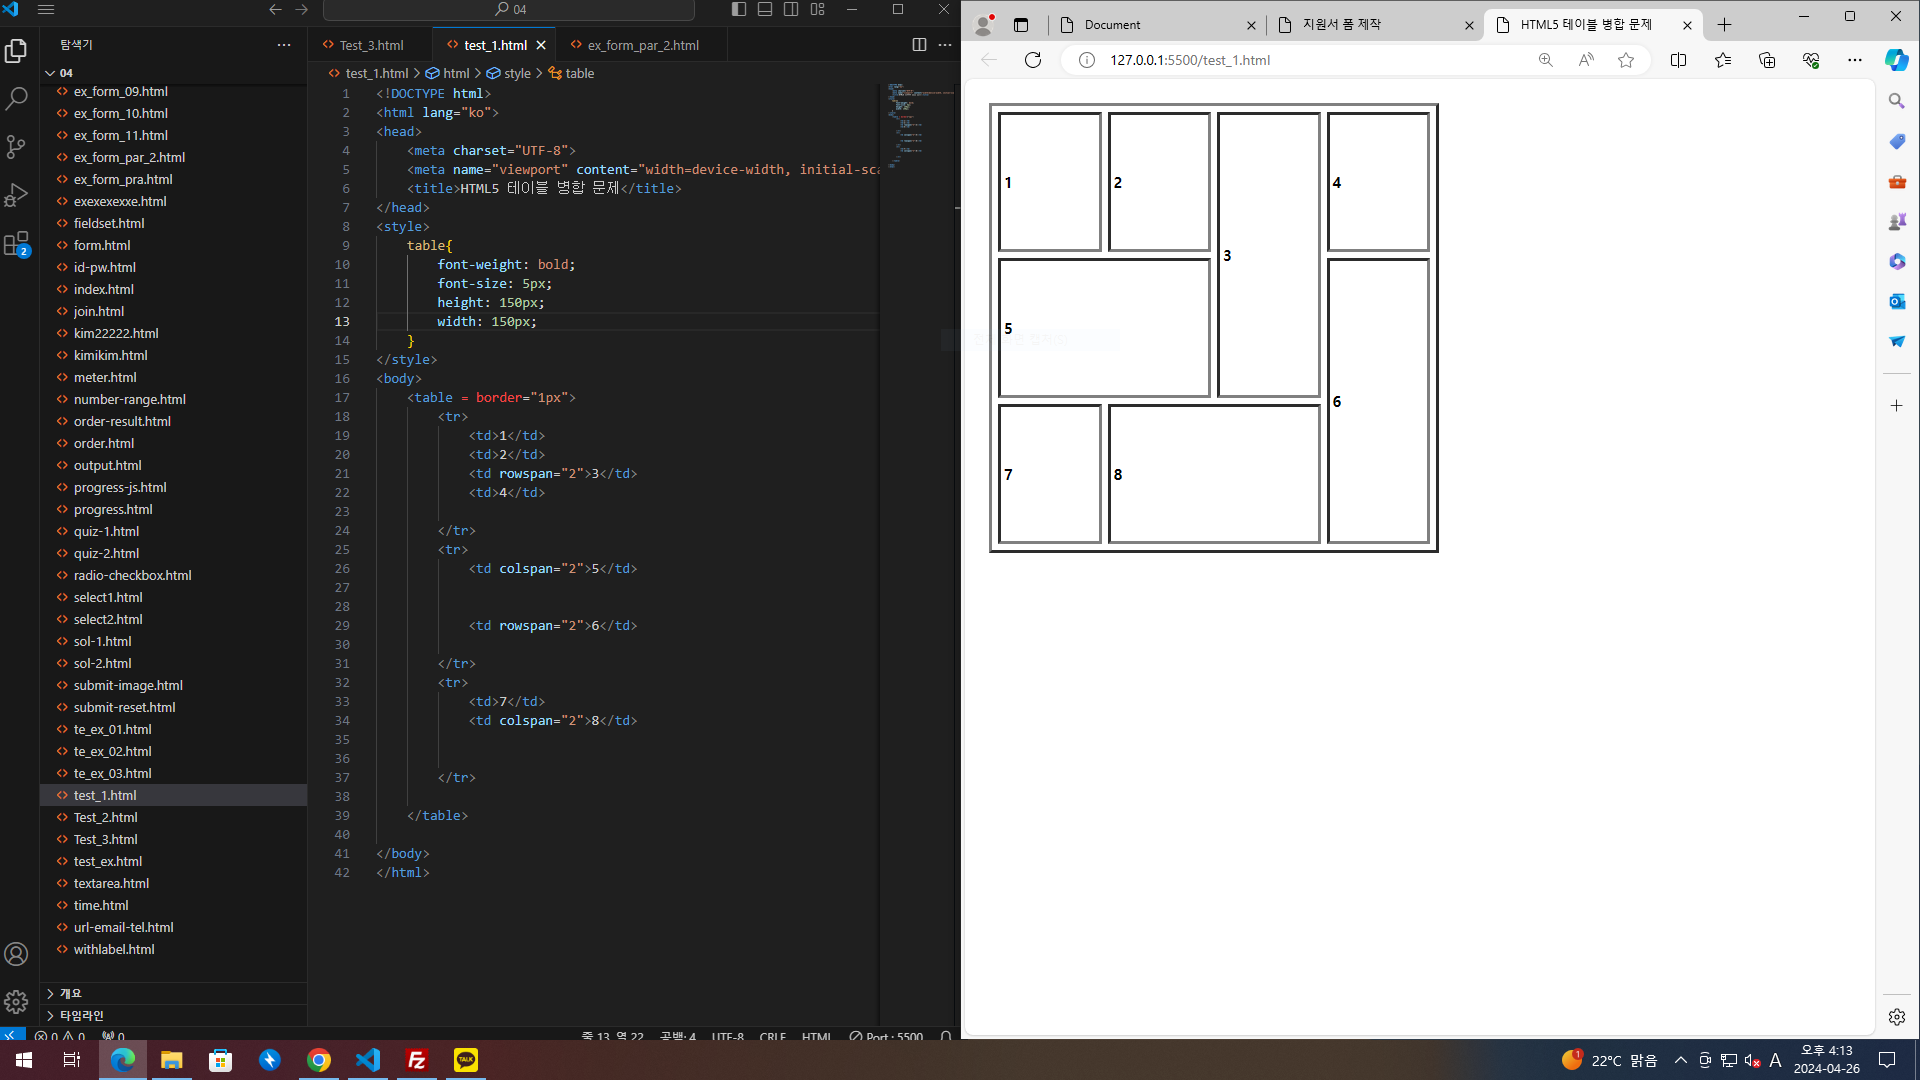 04
탐색기
04
ex_form_09.html
ex_form_10.html
ex_form_11.html
ex_form_par_2.html
ex_form_pra.html
exexexexxe.html
fieldset.html
form.html
id-pw.html
index.html
join.html
kim22222.html
kimikim.html
meter.html
number-range.html
order-result.html
order.html
output.html
progress-js.html
progress.html
quiz-1.html
quiz-2.html
radio-checkbox.html
select1.html
select2.html
sol-1.html
sol-2.html
submit-image.html
submit-reset.html
te_ex_01.html
te_ex_02.html
te_ex_03.html
test_1.html
Test_2.html
Test_3.html
test_ex.html
textarea.html
time.html
url-email-tel.html
withlabel.html
개요
타임라인
2
Test_3.html test_1.html ex_form_par_2.html
test_1.html > html > style > table
1 <!DOCTYPE html>
2 <html lang="ko">
3 <head>
4 <meta charset="UTF-8">
5 <meta name="viewport" content="width=device-width, initial-sca
6 <title>HTML5 테이블 병합 문제</title>
7 </head>
8 <style>
9 table{
10 font-weight: bold;
11 font-size: 5px;
12 height: 150px;
13 width: 150px;
14 }
15 </style>
16 <body>
17 <table = border="1px">
18 <tr>
19 <td>1</td>
20 <td>2</td>
21 <td rowspan="2">3</td>
22 <td>4</td>
23
24 </tr>
25 <tr>
26 <td colspan="2">5</td>
27
28
29 <td rowspan="2">6</td>
30
31 </tr>
32 <tr>
33 <td>7</td>
34 <td colspan="2">8</td>
35
36
37 </tr>
38
39 </table>
40
41 </body>
42 </html>
0 0 0 줄 13, 열 22 공백: 4 UTF-8 CRLF HTML Port : 5500
Document 지원서 폼 제작 HTML5 테이블 병합 문제
127.0.0.1:5500/test_1.html
1 2 3 4
5 6
7 8
TALK
1 22°C 맑음 A 오후 4:13
2024-04-26